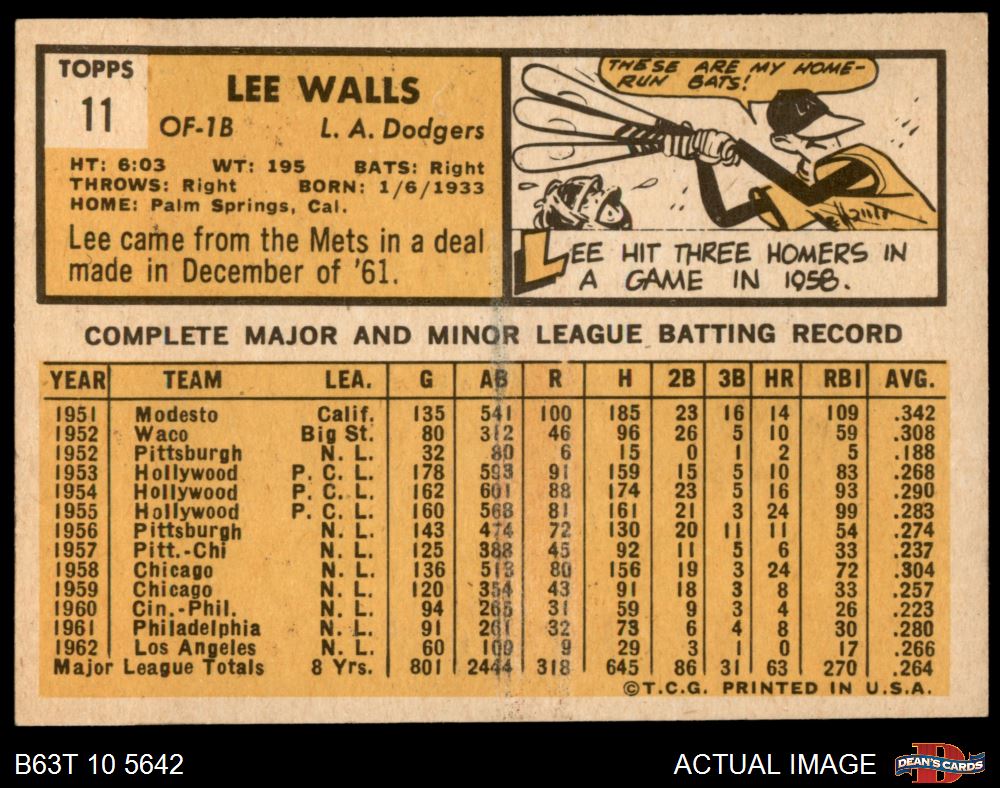 TOPPS
11
LEE WALLS
OF-1B L. A. Dodgers
HT: 6:03 WT: 195 BATS: Right
THROWS: Right BORN: 1/6/1933
HOME: Palm Springs, Cal.
Lee came from the Mets in a deal
made in December of '61.
THESE ARE MY HOME-
RUN BATS!
LEE HIT THREE HOMERS IN
A GAME IN 1958.
COMPLETE MAJOR AND MINOR LEAGUE BATTING RECORD
YEAR TEAM LEA. G AB R H 2B 3B HR RBI AVG.
1951 Modesto Calif. 135 541 100 185 23 16 14 109 .342
1952 Waco Big St. 80 312 46 96 26 5 10 59 .308
1952 Pittsburgh N. L. 32 80 6 15 0 1 2 5 .188
1953 Hollywood P. C. L. 178 593 91 159 15 5 10 83 .268
1954 Hollywood P. C. L. 162 601 88 174 23 5 16 93 .290
1955 Hollywood P. C. L. 160 568 81 161 21 3 24 99 .283
1956 Pittsburgh N. L. 143 474 72 130 20 11 11 54 .274
1957 Pitt.-Chi N. L. 125 388 45 92 11 5 6 33 .237
1958 Chicago N. L. 136 513 80 156 19 3 24 72 .304
1959 Chicago N. L. 120 354 43 91 18 3 8 33 .257
1960 Cin.-Phil. N. L. 94 265 31 59 9 3 4 26 .223
1961 Philadelphia N. L. 91 261 32 73 6 4 8 30 .280
1962 Los Angeles N. L. 60 109 9 29 3 1 0 17 .266
Major League Totals 8 Yrs. 801 2444 318 645 86 31 63 270 .264
©T.C.G. PRINTED IN U.S.A.
B63T 10 5642 ACTUAL IMAGE
DEAN'S CARDS